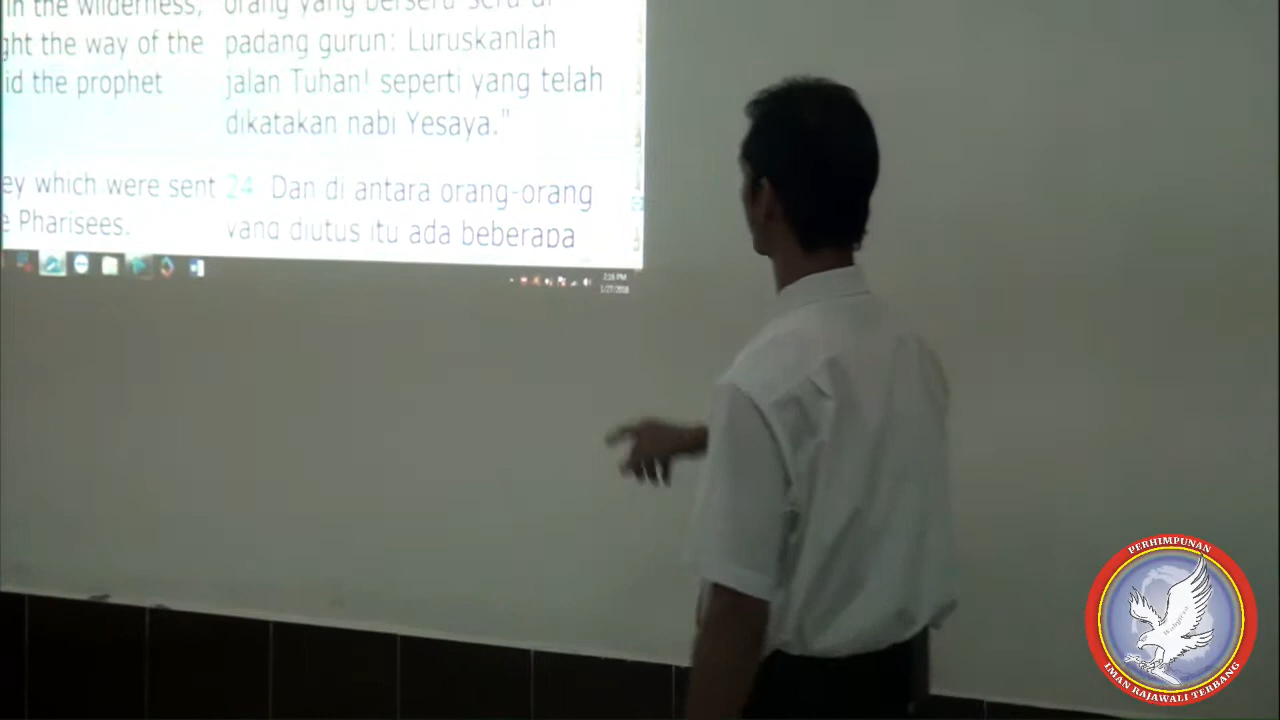 in the wilderness,
ght the way of the
id the prophet
orang yang berseru-seru di
padang gurun: Luruskanlah
jalan Tuhan! seperti yang telah
dikatakan nabi Yesaya."
ey which were sent
e Pharisees.
24 Dan di antara orang-orang
yang diutus itu ada beberapa
PERHIMPUNAN
IMAN RAJAWALI TERBANG